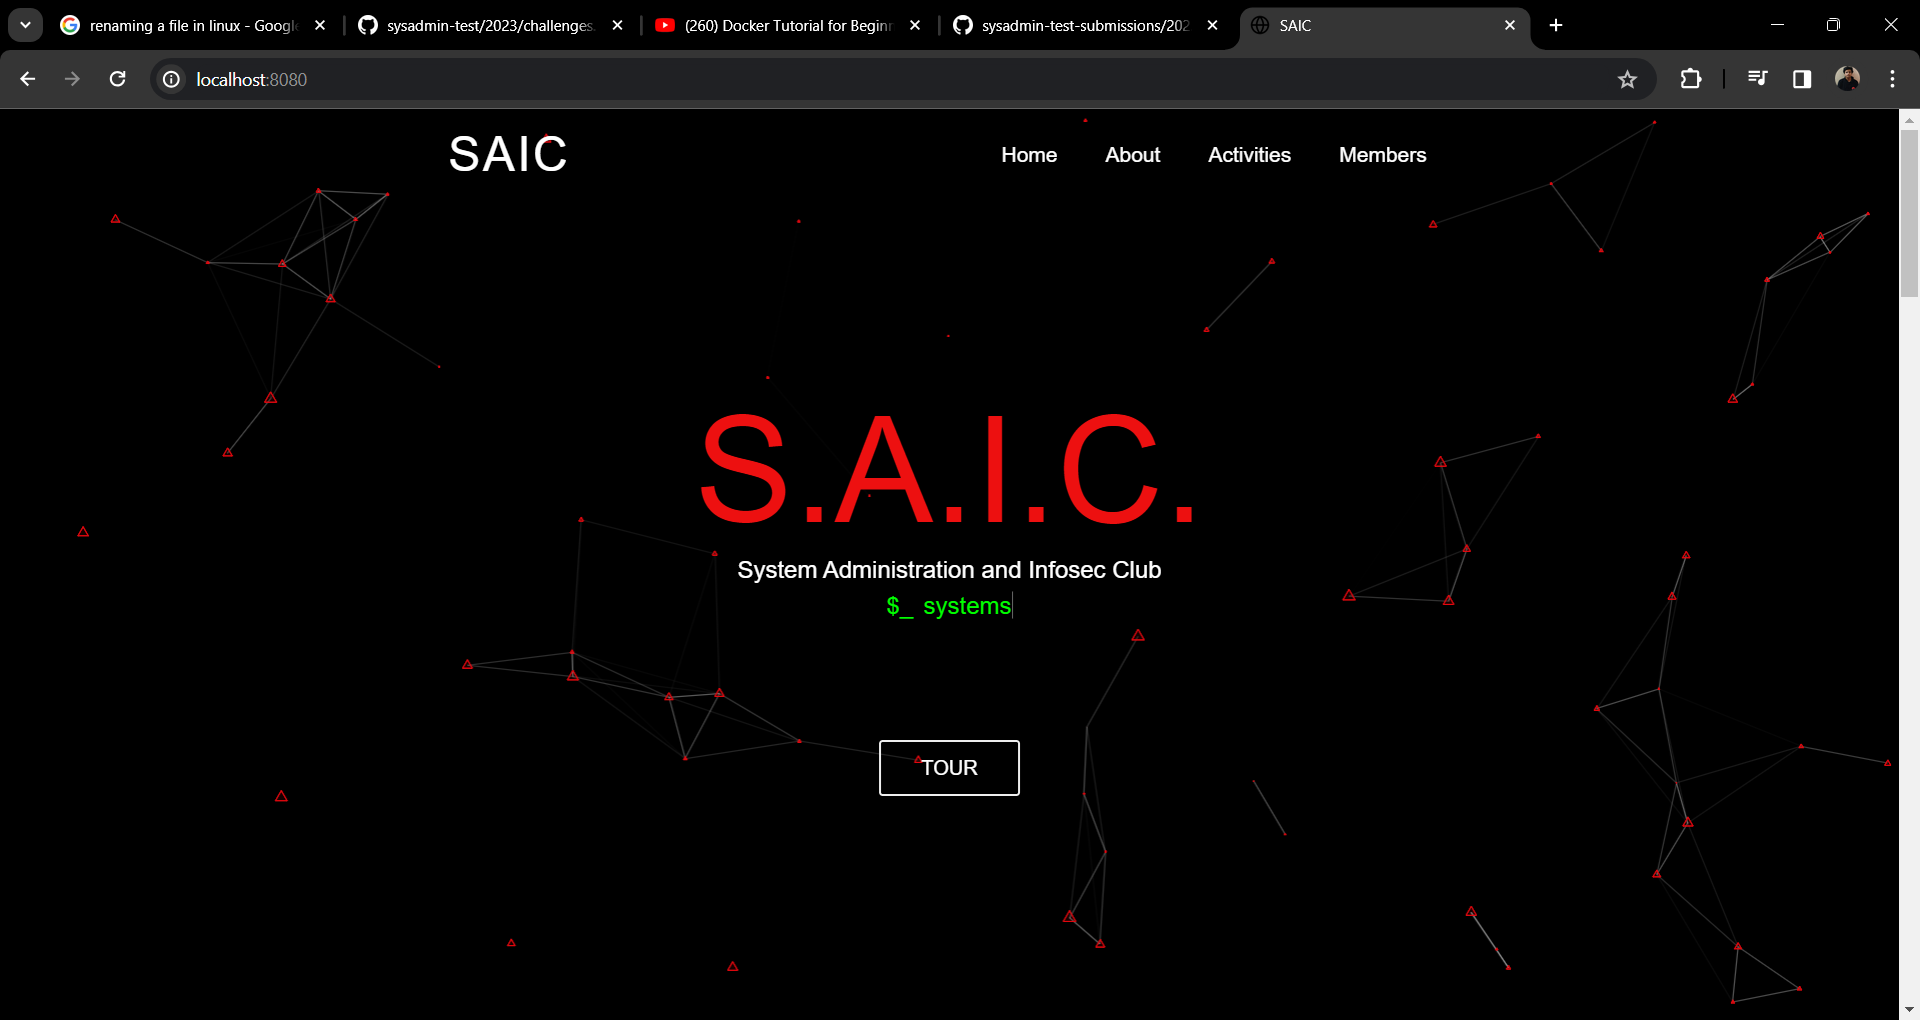 renaming a file in linux - Googl
sysadmin-test/2023/challenges.
(260) Docker Tutorial for Beginn
sysadmin-test-submissions/202
SAIC
localhost:8080
SAIC
Home
About
Activities
Members
S.A.I.C.
System Administration and Infosec Club
$_ systems
TOUR